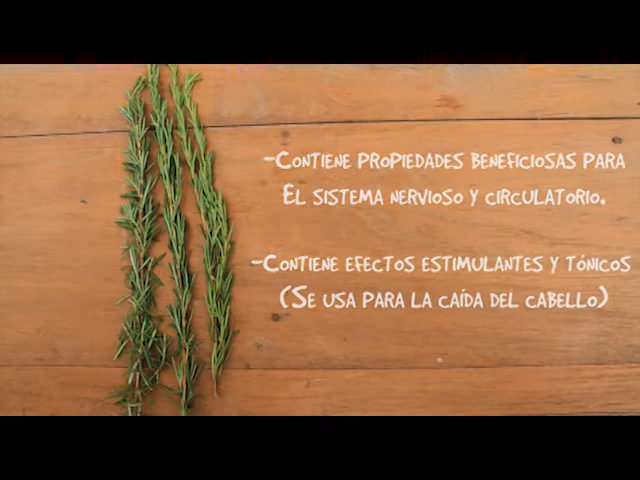 -Contiene propiedades beneficiosas para
El sistema nervioso y circulatorio.
-Contiene efectos estimulantes y tónicos
(Se usa para la caída del cabello)